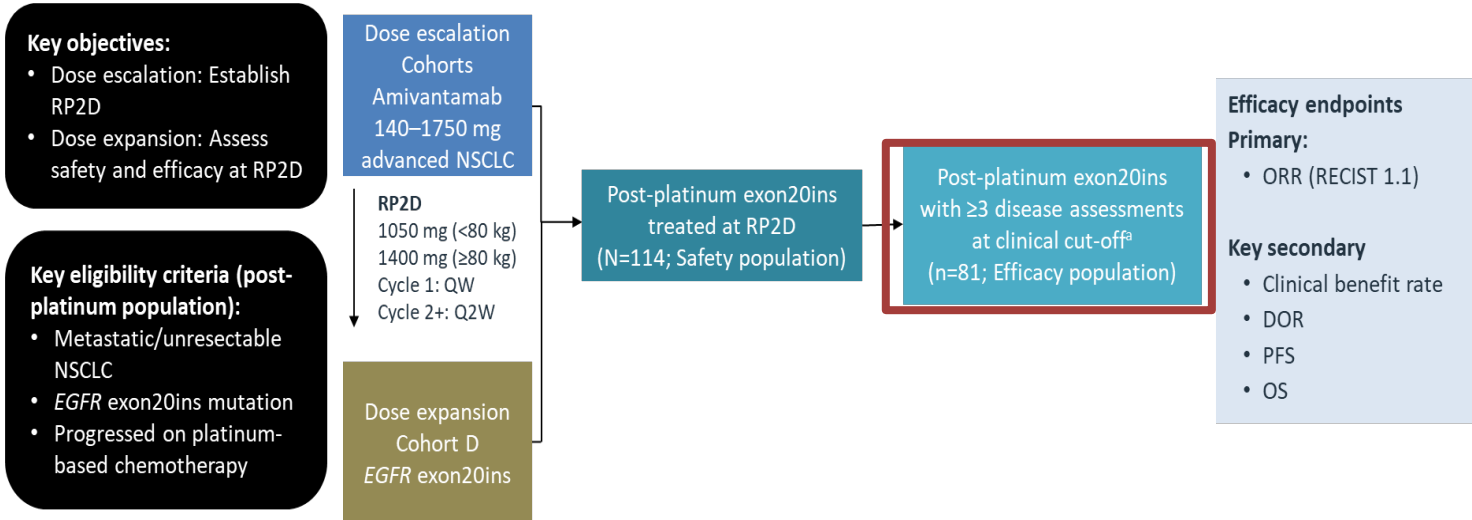 Key objectives:
• Dose escalation: Establish
RP2D
• Dose expansion: Assess
safety and efficacy at RP2D
Key eligibility criteria (post-
platinum population):
• Metastatic/unresectable
NSCLC
• EGFR exon20ins mutation
• Progressed on platinum-
based chemotherapy
Dose escalation
Cohorts
Amivantamab
140–1750 mg
advanced NSCLC
RP2D
1050 mg (<80 kg)
1400 mg (≥80 kg)
Cycle 1: QW
Cycle 2+: Q2W
Dose expansion
Cohort D
EGFR exon20ins
Post-platinum exon20ins
treated at RP2D
(N=114; Safety population)
Post-platinum exon20ins
with ≥3 disease assessments
at clinical cut-offᵃ
(n=81; Efficacy population)
Efficacy endpoints
Primary:
• ORR (RECIST 1.1)
Key secondary
• Clinical benefit rate
• DOR
• PFS
• OS